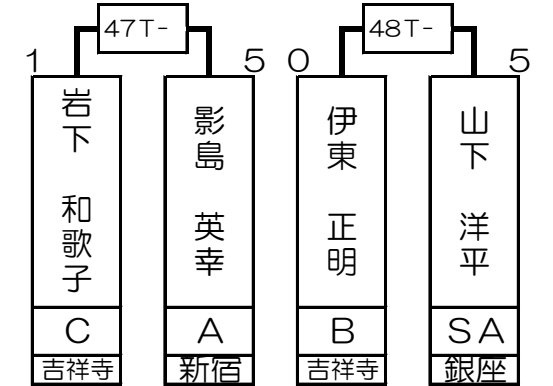 47T-
48T-
1
5
0
5
岩下 和歌子
影島 英幸
伊東 正明
山下 洋平
C
A
B
SA
吉祥寺
新宿
吉祥寺
銀座